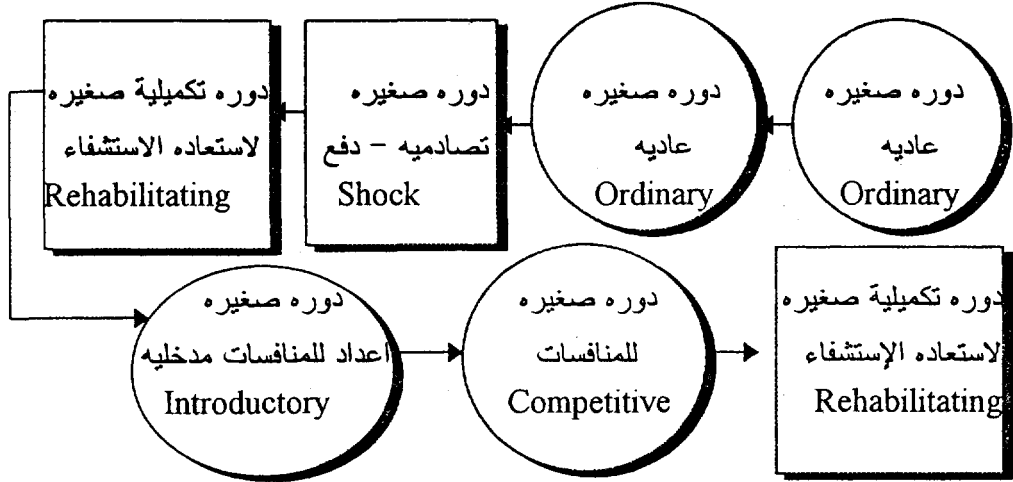 دوره صغيره
عاديه
Ordinary
دوره صغيره
عاديه
Ordinary
دوره صغيره
تصادميه - دفع
Shock
دوره تكميلية صغيره
لاستعاده الاستشفاء
Rehabilitating
دوره صغيره
اعداد للمنافسات مدخليه
Introductory
دوره صغيره
للمنافسات
Competitive
دوره تكميلية صغيره
لاستعاده الإستشفاء
Rehabilitating